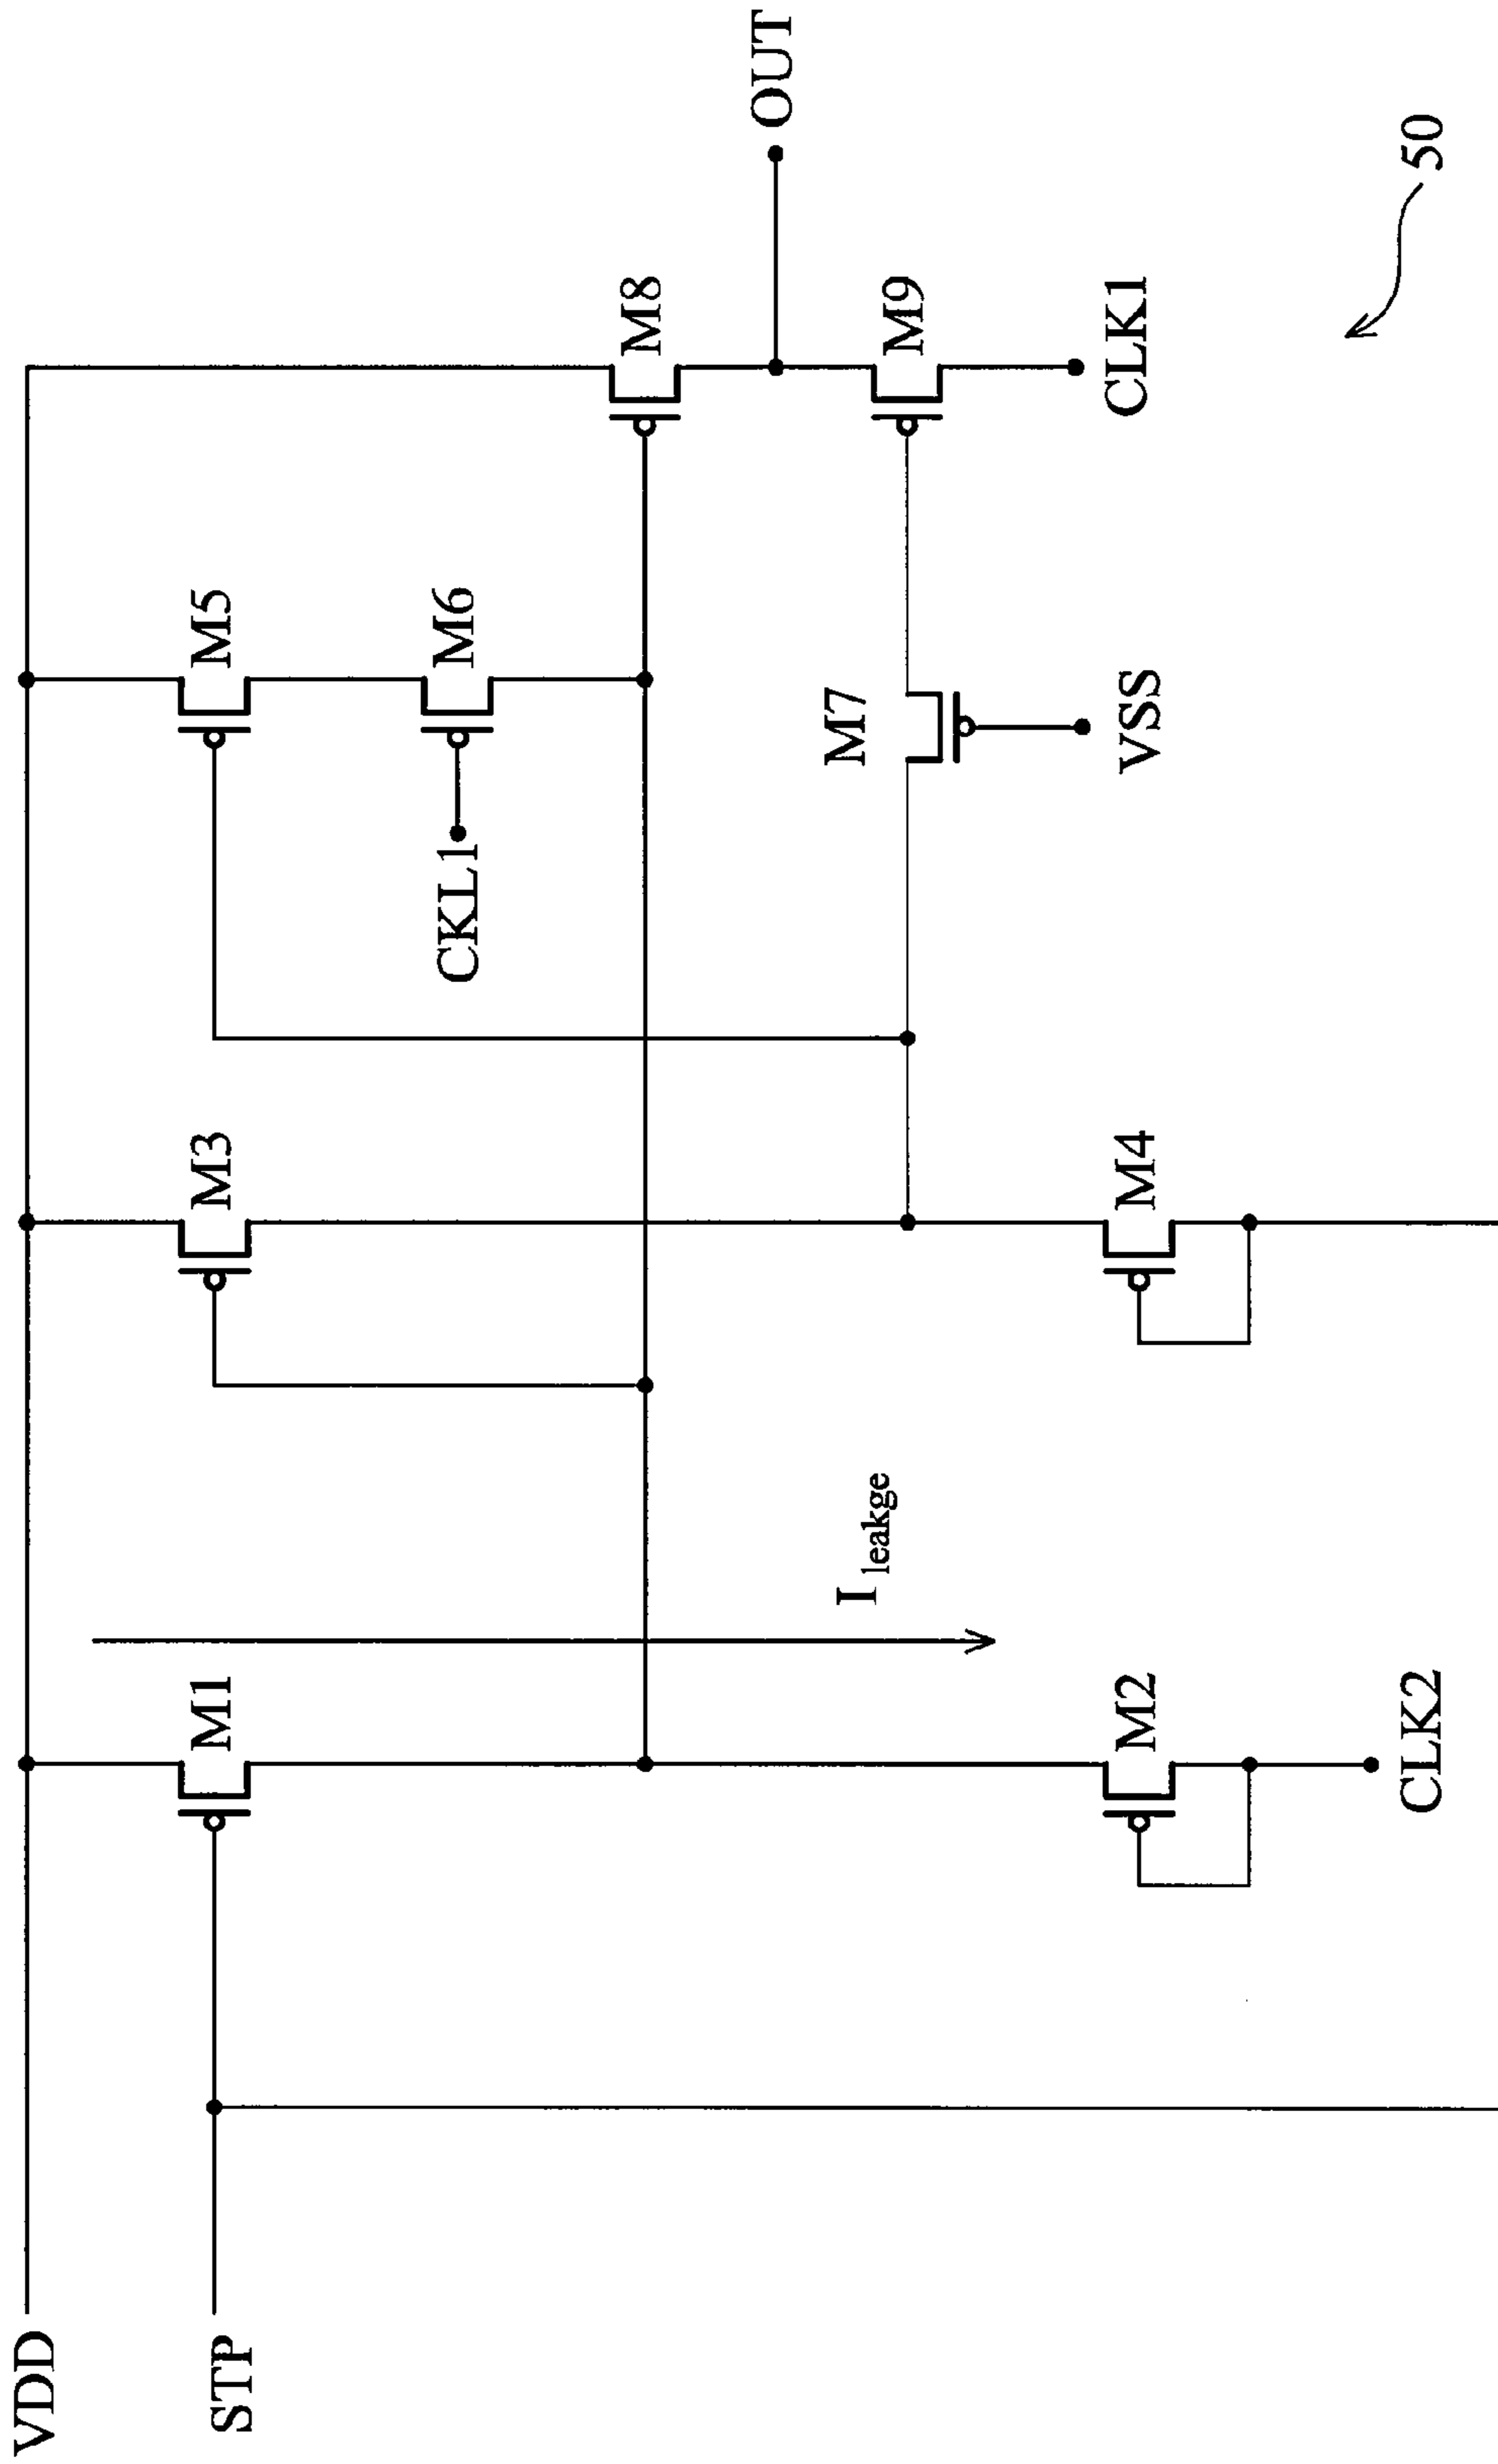 VDD
STP
M1
M3
M5
M6
CKL1
M8
OUT
M7
M9
VSS
CLK1
I leakge
M2
M4
CLK2
50